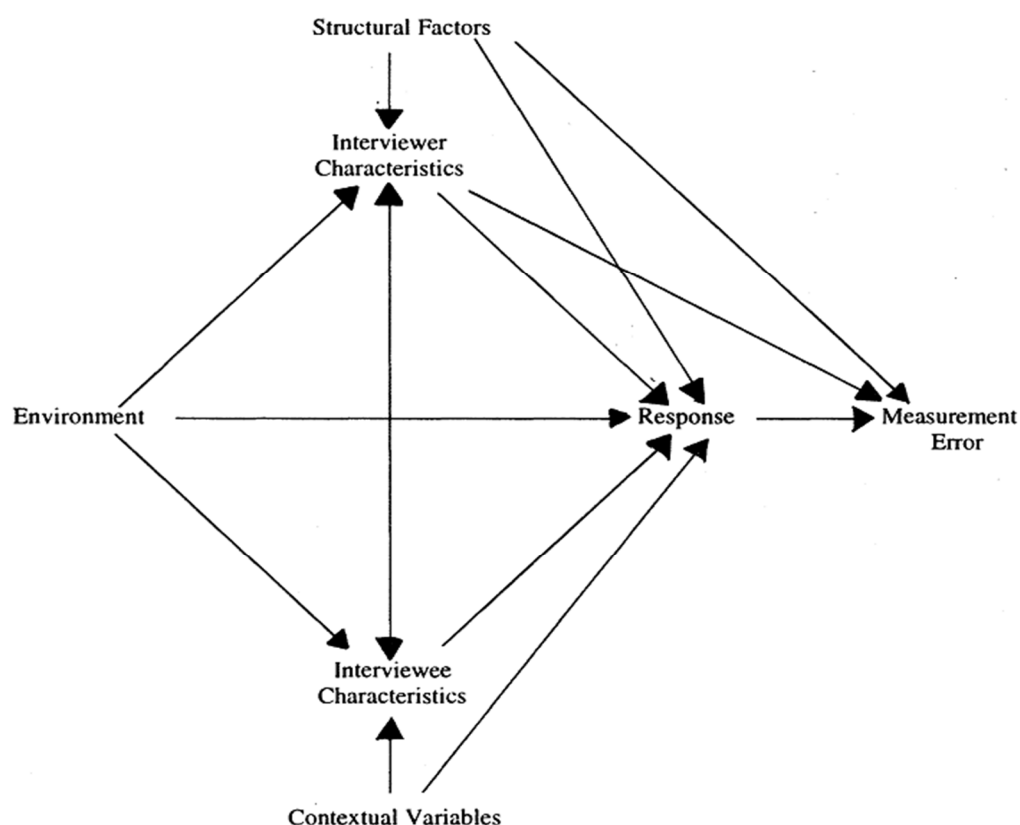 Structural Factors
Interviewer
Characteristics
Environment
Response
Measurement
Error
Interviewee
Characteristics
Contextual Variables